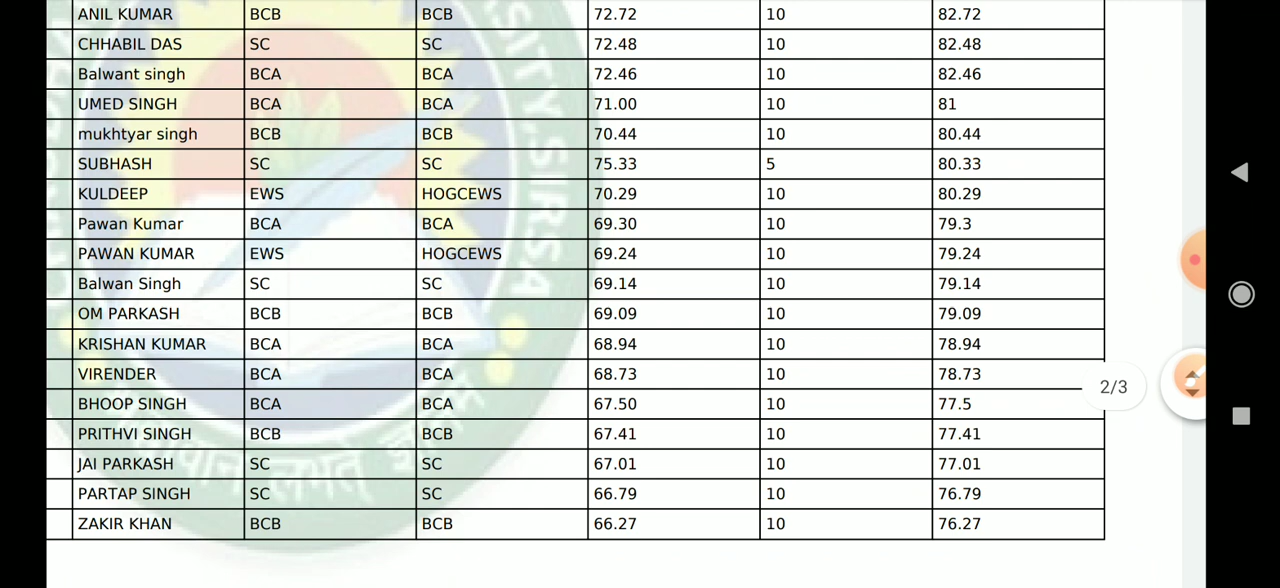 ANIL KUMAR BCB BCB 72.72 10 82.72
CHHABIL DAS SC SC 72.48 10 82.48
Balwant singh BCA BCA 72.46 10 82.46
UMED SINGH BCA BCA 71.00 10 81
mukhtyar singh BCB BCB 70.44 10 80.44
SUBHASH SC SC 75.33 5 80.33
KULDEEP EWS HOGCEWS 70.29 10 80.29
Pawan Kumar BCA BCA 69.30 10 79.3
PAWAN KUMAR EWS HOGCEWS 69.24 10 79.24
Balwan Singh SC SC 69.14 10 79.14
OM PARKASH BCB BCB 69.09 10 79.09
KRISHAN KUMAR BCA BCA 68.94 10 78.94
VIRENDER BCA BCA 68.73 10 78.73
2/3
BHOOP SINGH BCA BCA 67.50 10 77.5
PRITHVI SINGH BCB BCB 67.41 10 77.41
JAI PARKASH SC SC 67.01 10 77.01
PARTAP SINGH SC SC 66.79 10 76.79
ZAKIR KHAN BCB BCB 66.27 10 76.27
SITY, SIRSA